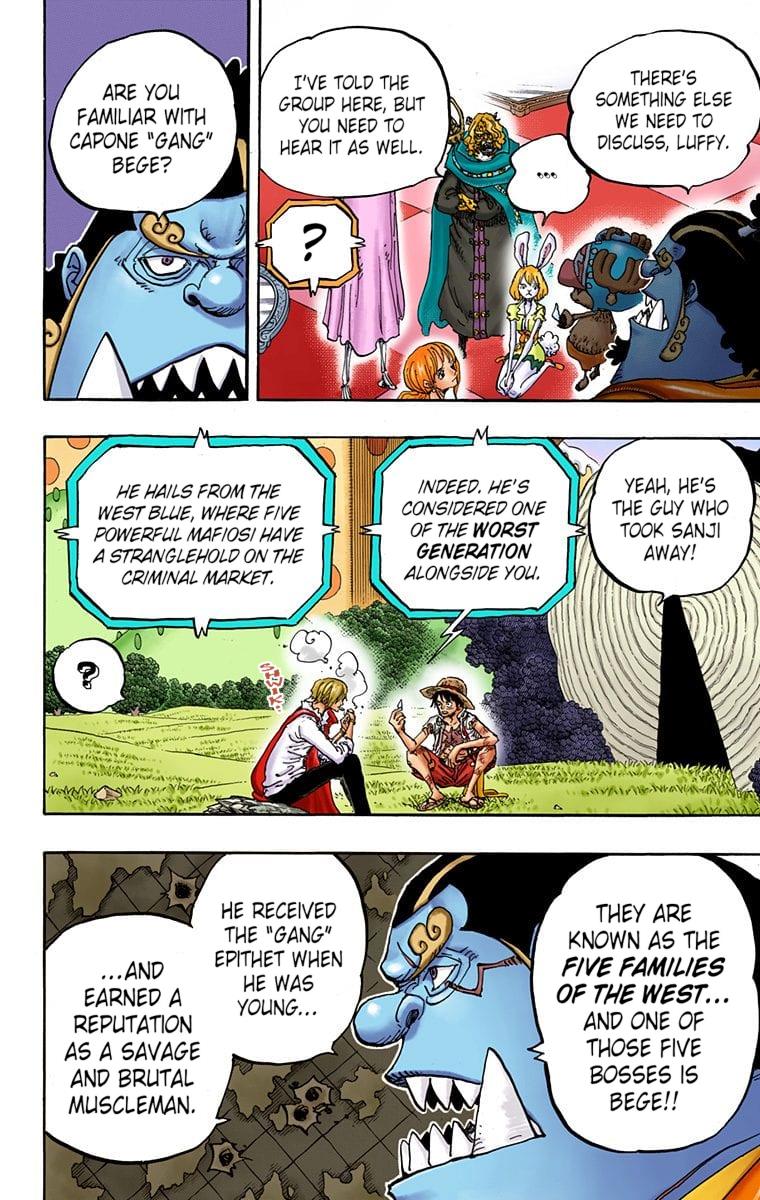 THERE'S
SOMETHING ELSE
WE NEED TO
DISCUSS, LUFFY.
...
I'VE TOLD THE
GROUP HERE, BUT
YOU NEED TO
HEAR IT AS WELL.
?
ARE YOU
FAMILIAR WITH
CAPONE "GANG"
BEGE?
YEAH, HE'S
THE GUY WHO
TOOK SANJI
AWAY!
INDEED. HE'S
CONSIDERED ONE
OF THE WORST
GENERATION
ALONGSIDE YOU.
HE HAILS FROM THE
WEST BLUE, WHERE FIVE
POWERFUL MAFIOSI HAVE
A STRANGLEHOLD ON THE
CRIMINAL MARKET.
SHWIK
?
THEY ARE
KNOWN AS THE
FIVE FAMILIES
OF THE WEST...
AND ONE OF
THOSE FIVE
BOSSES IS
BEGE!!
HE RECEIVED
THE "GANG"
EPITHET WHEN
HE WAS
YOUNG...
...AND
EARNED A
REPUTATION
AS A SAVAGE
AND BRUTAL
MUSCLEMAN.